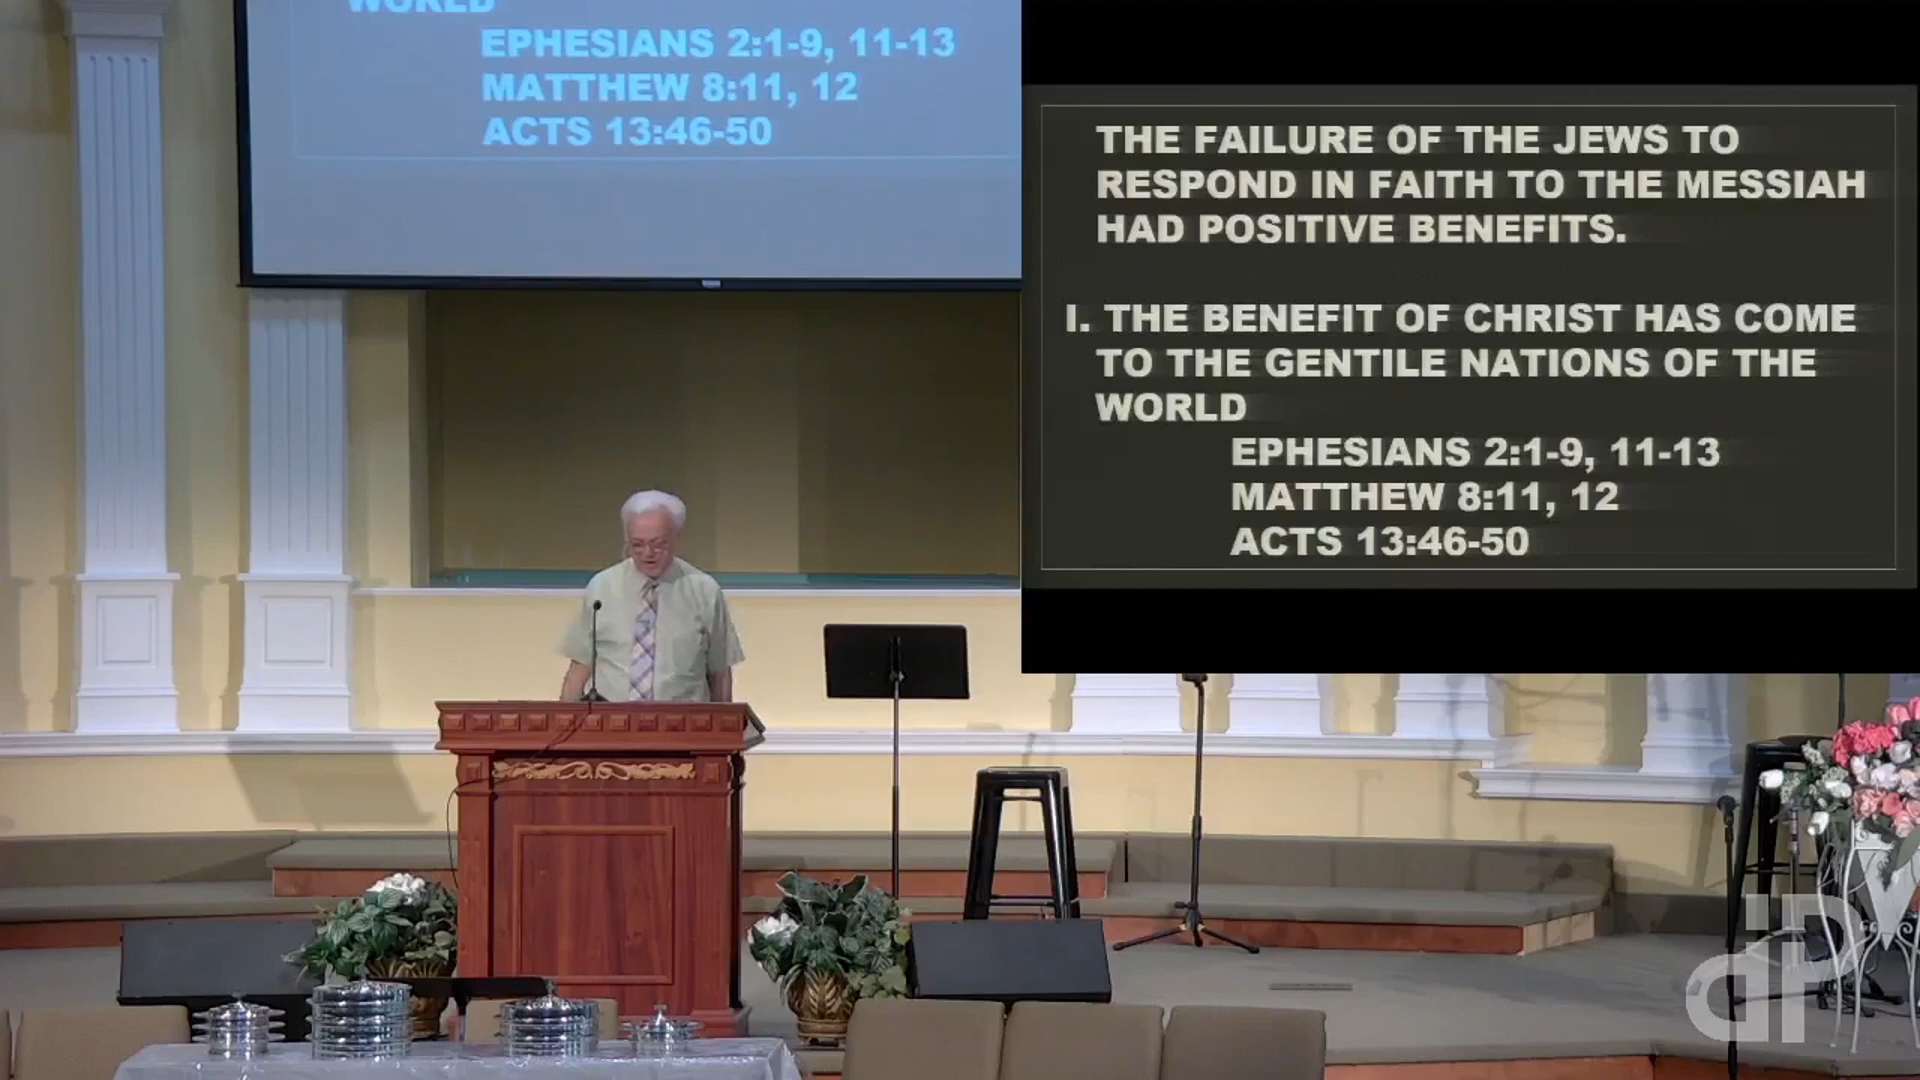 WORLD
EPHESIANS 2:1-9, 11-13
MATTHEW 8:11, 12
ACTS 13:46-50
THE FAILURE OF THE JEWS TO
RESPOND IN FAITH TO THE MESSIAH
HAD POSITIVE BENEFITS.
I. THE BENEFIT OF CHRIST HAS COME
TO THE GENTILE NATIONS OF THE
WORLD
EPHESIANS 2:1-9, 11-13
MATTHEW 8:11, 12
ACTS 13:46-50